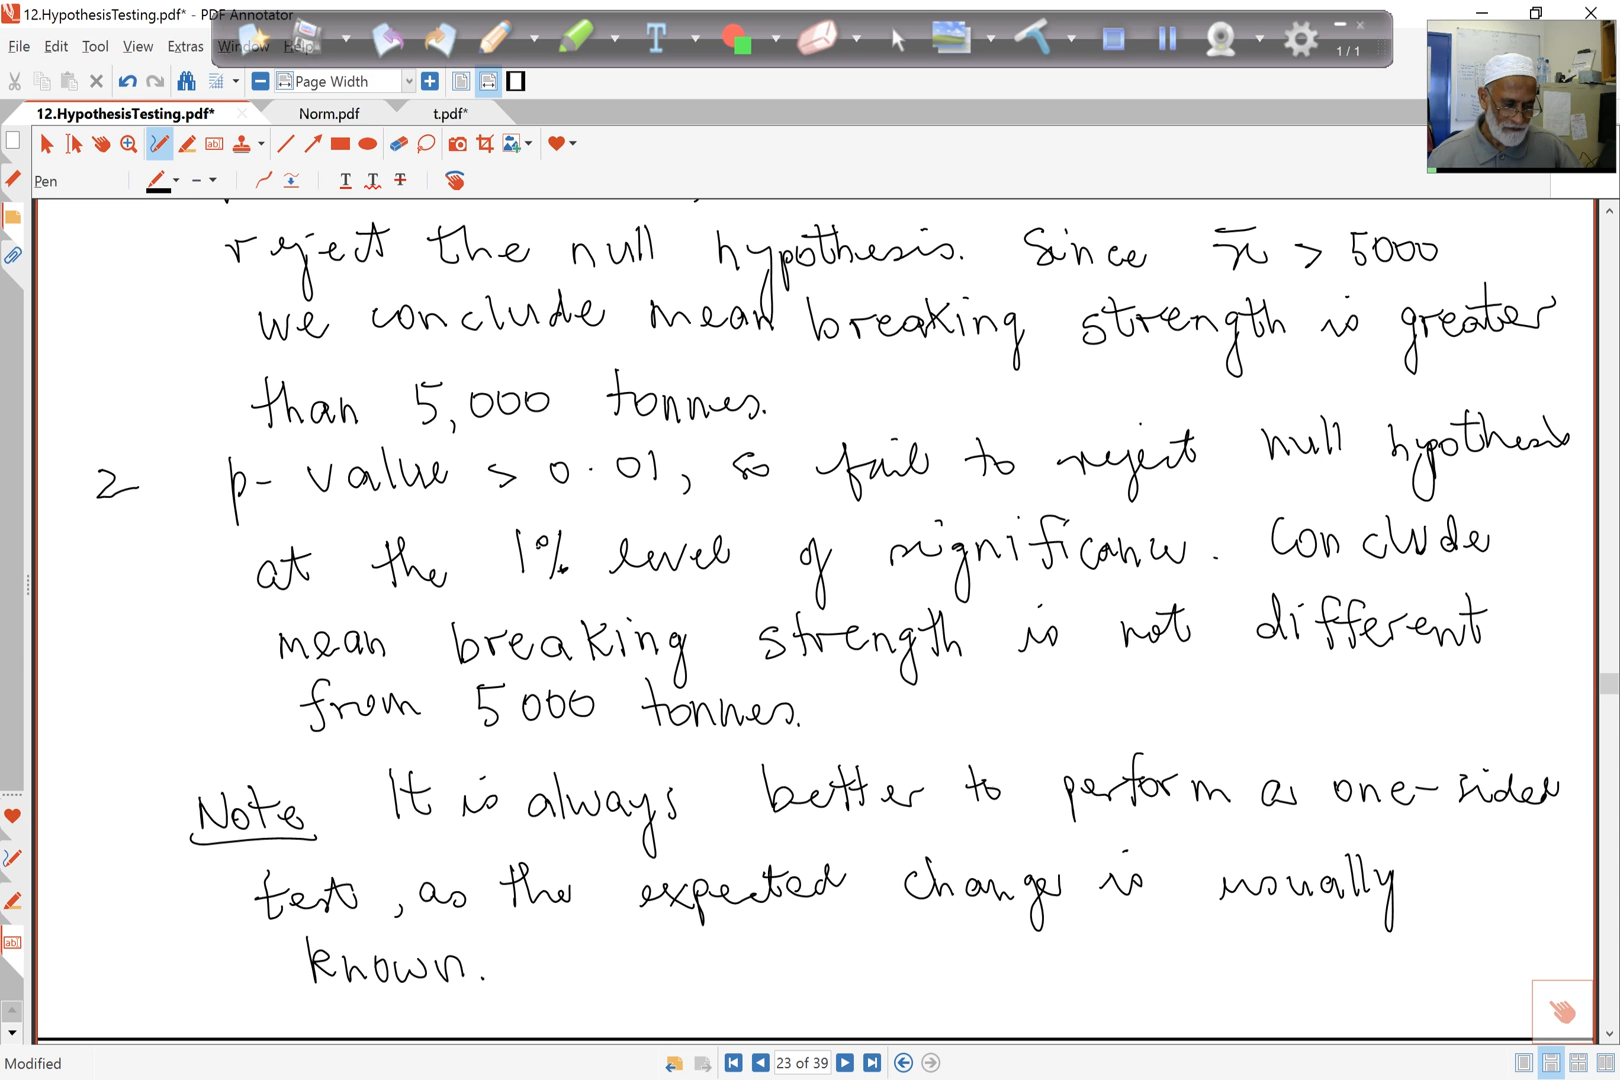 12.HypothesisTesting.pdf* - PDF Annotator
File Edit Tool View Extras Window Help
1 / 1
Page Width
12.HypothesisTesting.pdf* Norm.pdf t.pdf*
Pen
reject the null hypothesis. Since x̄ > 5000
we conclude mean breaking strength is greater
than 5,000 tonnes.
2 p-value > 0.01, so fail to reject null hypothesis
at the 1% level of significance. Conclude
mean breaking strength is not different
from 5000 tonnes.
Note It is always better to perform a one-sided
test, as the expected change is usually
known.
Modified 23 of 39